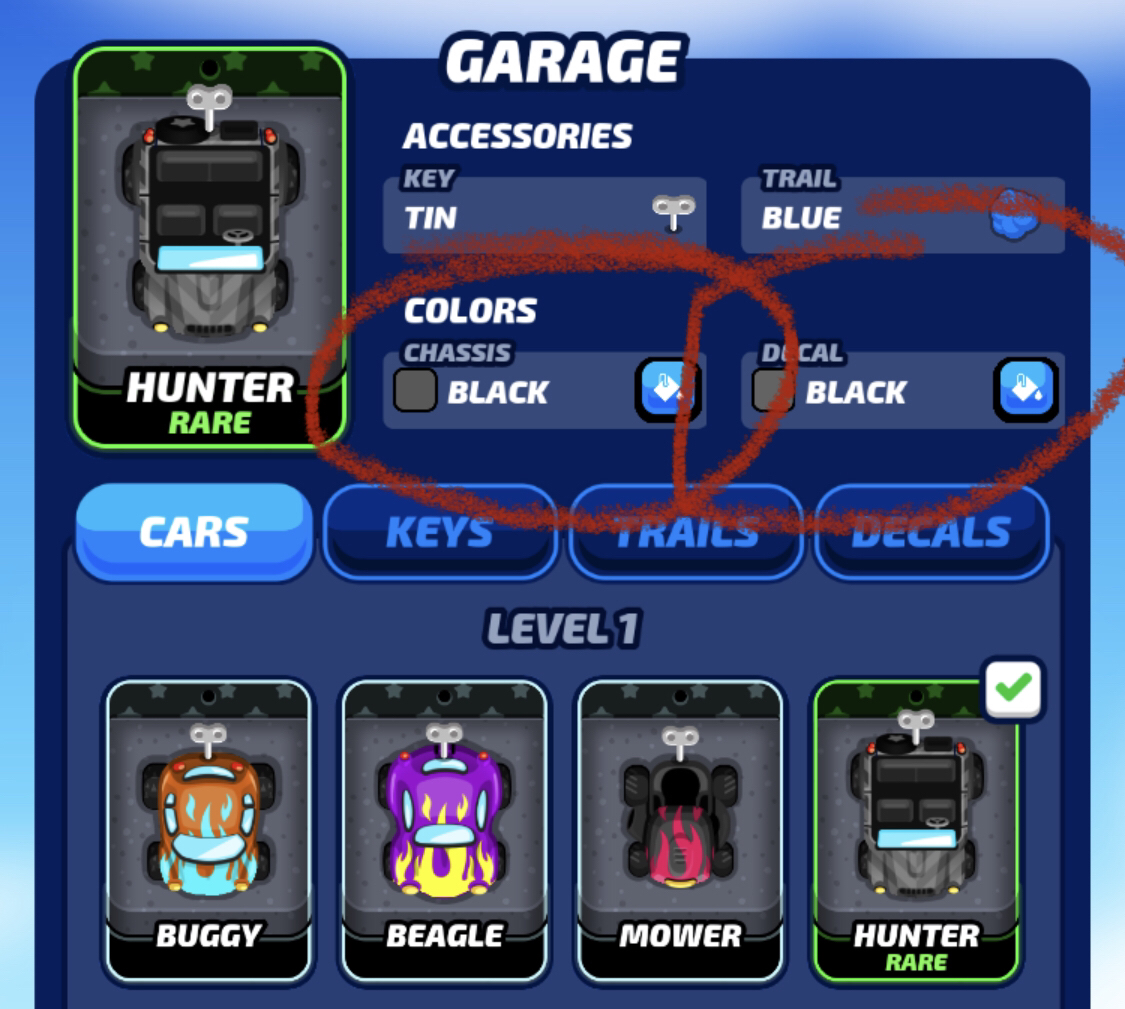 GARAGE
ACCESSORIES
KEY
TIN
TRAIL
BLUE
COLORS
CHASSIS
BLACK
DECAL
BLACK
HUNTER
RARE
CARS
KEYS
TRAILS
DECALS
LEVEL 1
BUGGY
BEAGLE
MOWER
HUNTER
RARE